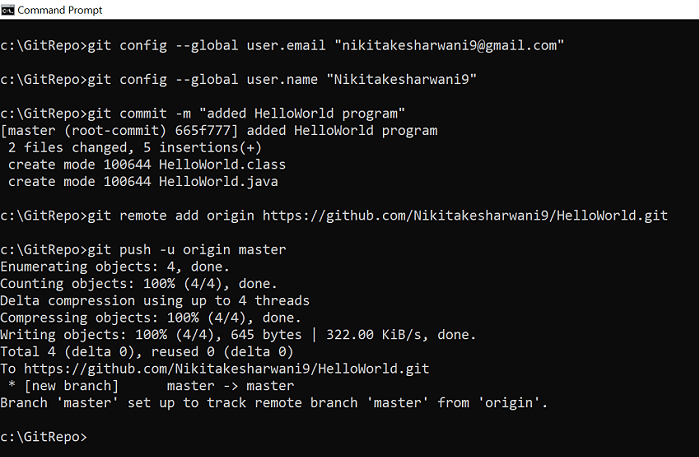 Command Prompt
c:\GitRepo>git config --global user.email "nikitakesharwani9@gmail.com"
c:\GitRepo>git config --global user.name "Nikitakesharwani9"
c:\GitRepo>git commit -m "added HelloWorld program"
[master (root-commit) 665f777] added HelloWorld program
 2 files changed, 5 insertions(+)
 create mode 100644 HelloWorld.class
 create mode 100644 HelloWorld.java
c:\GitRepo>git remote add origin https://github.com/Nikitakesharwani9/HelloWorld.git
c:\GitRepo>git push -u origin master
Enumerating objects: 4, done.
Counting objects: 100% (4/4), done.
Delta compression using up to 4 threads
Compressing objects: 100% (4/4), done.
Writing objects: 100% (4/4), 645 bytes | 322.00 KiB/s, done.
Total 4 (delta 0), reused 0 (delta 0)
To https://github.com/Nikitakesharwani9/HelloWorld.git
 * [new branch]      master -> master
Branch 'master' set up to track remote branch 'master' from 'origin'.
c:\GitRepo>